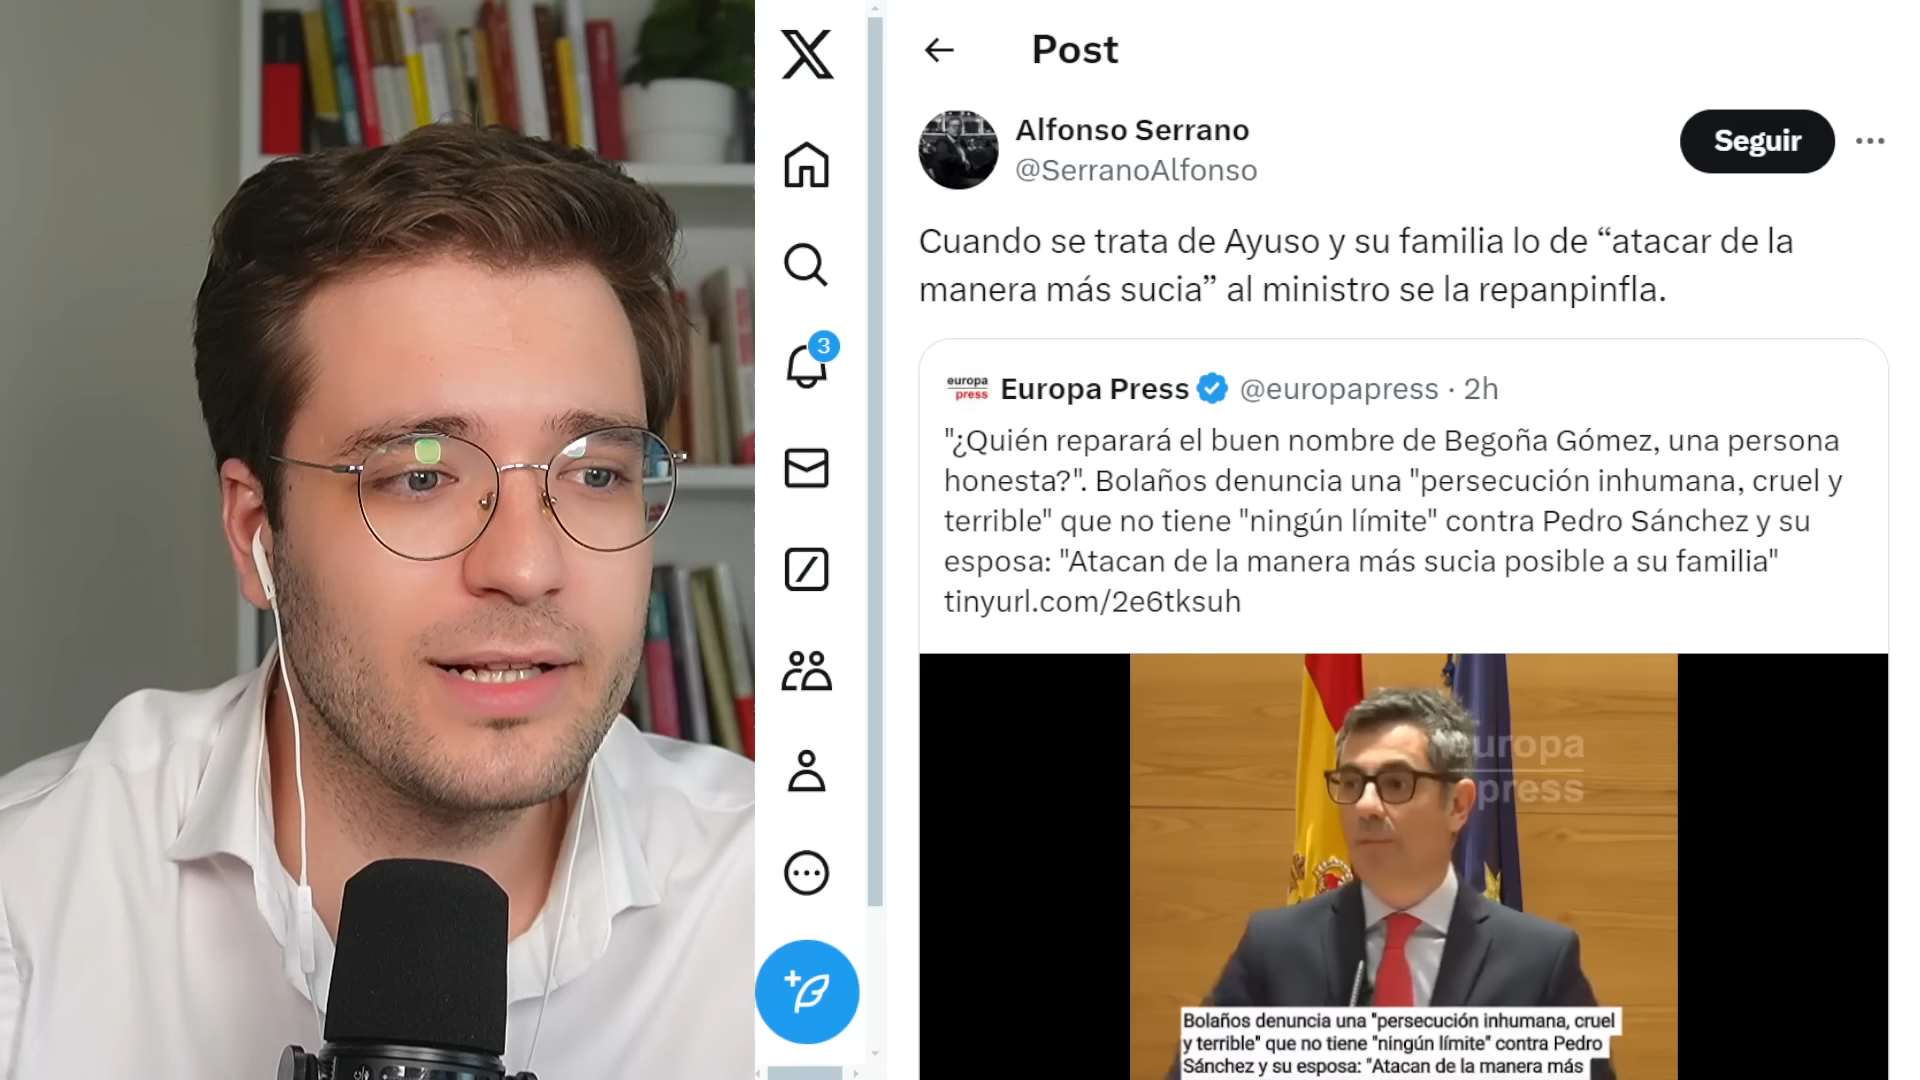 Post
Alfonso Serrano
@SerranoAlfonso
Seguir
Cuando se trata de Ayuso y su familia lo de “atacar de la
manera más sucia” al ministro se la repanpinfla.
3
europa
press
Europa Press @europapress · 2h
"¿Quién reparará el buen nombre de Begoña Gómez, una persona
honesta?". Bolaños denuncia una "persecución inhumana, cruel y
terrible" que no tiene "ningún límite" contra Pedro Sánchez y su
esposa: "Atacan de la manera más sucia posible a su familia"
tinyurl.com/2e6tksuh
europa
press
Bolaños denuncia una "persecución inhumana, cruel
y terrible" que no tiene "ningún límite" contra Pedro
Sánchez y su esposa: "Atacan de la manera más